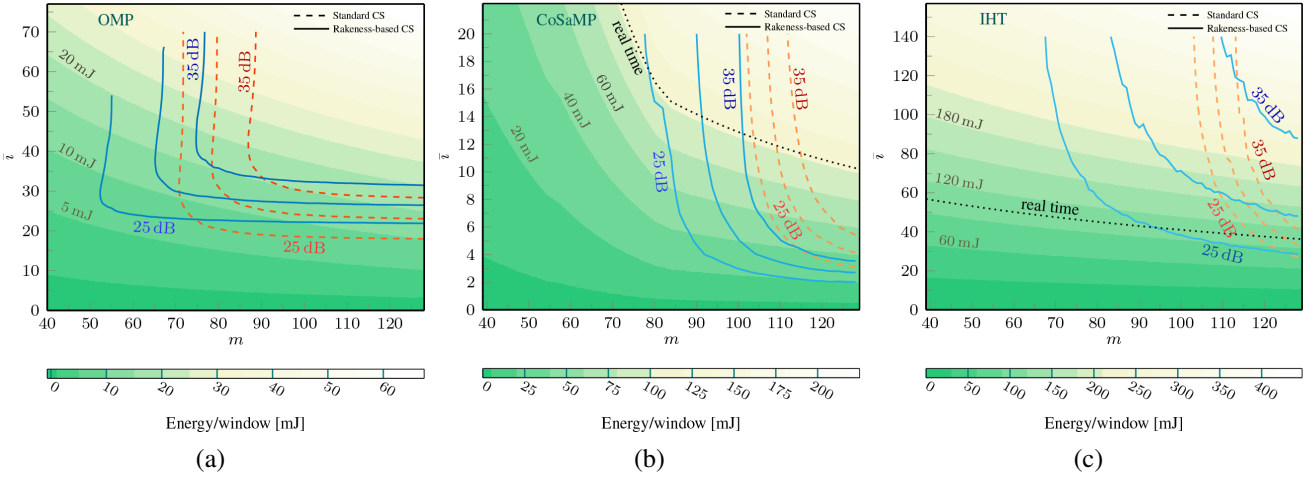 OMP
Standard CS
Rakeness-based CS
20 mJ
10 mJ
5 mJ
35 dB
35 dB
25 dB
25 dB
ī
70
60
50
40
30
20
10
0
40 50 60 70 80 90 100 110 120
m
0 10 20 30 40 50 60
Energy/window [mJ]
(a)
CoSaMP
Standard CS
Rakeness-based CS
real time
60 mJ
40 mJ
20 mJ
35 dB
35 dB
25 dB
25 dB
ī
20
18
16
14
12
10
8
6
4
2
0
40 50 60 70 80 90 100 110 120
m
0 25 50 75 100 125 150 175 200
Energy/window [mJ]
(b)
IHT
Standard CS
Rakeness-based CS
180 mJ
120 mJ
60 mJ
real time
35 dB
35 dB
25 dB
25 dB
ī
140
120
100
80
60
40
20
0
40 50 60 70 80 90 100 110 120
m
0 50 100 150 200 250 300 350 400
Energy/window [mJ]
(c)